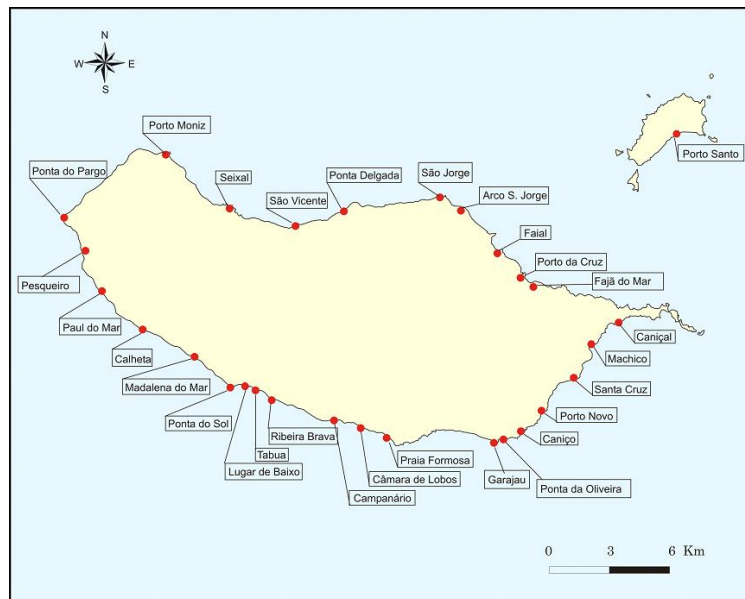 N
W E
S
Porto Moniz
Ponta do Pargo
Seixal
São Vicente
Ponta Delgada
São Jorge
Arco S. Jorge
Porto Santo
Faial
Porto da Cruz
Fajã do Mar
Pesqueiro
Paul do Mar
Calheta
Madalena do Mar
Ponta do Sol
Lugar de Baixo
Tabua
Ribeira Brava
Campanário
Câmara de Lobos
Praia Formosa
Garajau
Ponta da Oliveira
Caniço
Porto Novo
Santa Cruz
Machico
Caniçal
0 3 6 Km